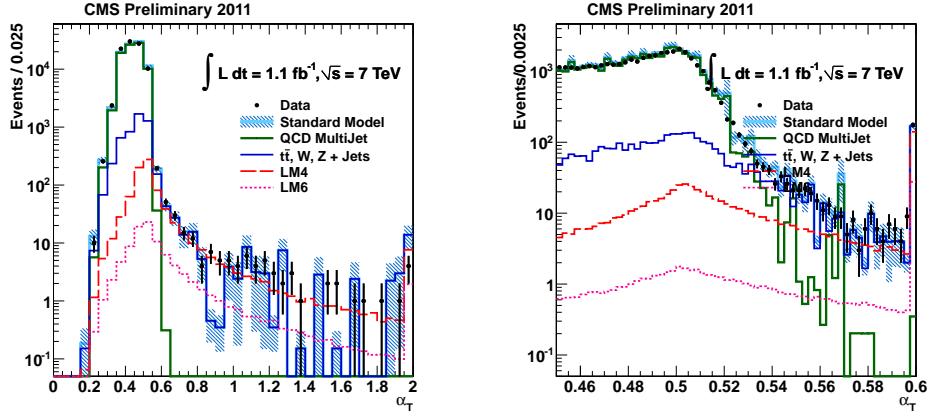 CMS Preliminary 2011
Events / 0.025
∫ L dt = 1.1 fb⁻¹,√s = 7 TeV
Data
Standard Model
QCD MultiJet
tt̄, W, Z + Jets
LM4
LM6
10⁴
10³
10²
10
1
10⁻¹
0 0.2 0.4 0.6 0.8 1 1.2 1.4 1.6 1.8 2
α_T
CMS Preliminary 2011
Events/0.0025
∫ L dt = 1.1 fb⁻¹,√s = 7 TeV
Data
Standard Model
QCD MultiJet
tt̄, W, Z + Jets
LM4
LM6
10³
10²
10
1
10⁻¹
0.46 0.48 0.5 0.52 0.54 0.56 0.58 0.6
α_T